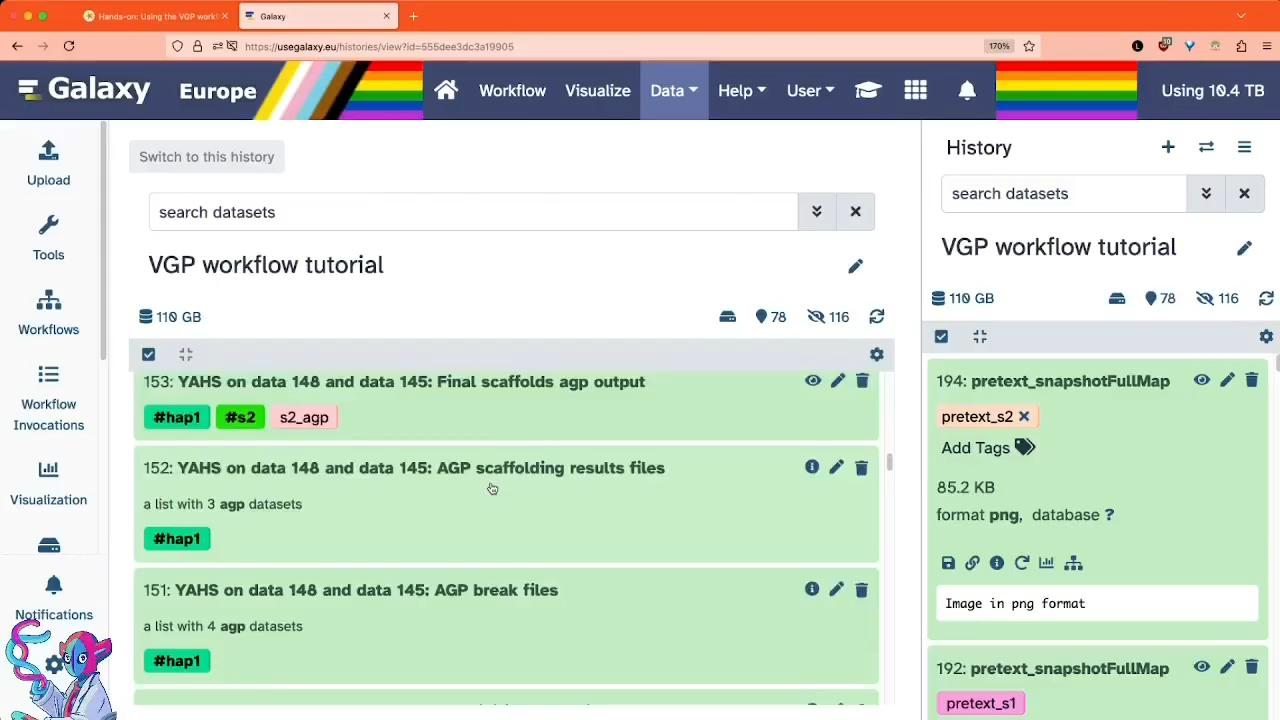 Hands-on: Using the VGP workf
Galaxy
https://usegalaxy.eu/histories/view?id=555dee3dc3a19905
170%
10
Galaxy
Europe
Workflow
Visualize
Data
Help
User
Using 10.4 TB
Upload
Tools
Workflows
Workflow
Invocations
Visualization
Notifications
Switch to this history
search datasets
VGP workflow tutorial
110 GB
78
116
153: YAHS on data 148 and data 145: Final scaffolds agp output
#hap1
#s2
s2_agp
152: YAHS on data 148 and data 145: AGP scaffolding results files
a list with 3 agp datasets
#hap1
151: YAHS on data 148 and data 145: AGP break files
a list with 4 agp datasets
#hap1
History
search datasets
VGP workflow tutorial
110 GB
78
116
194: pretext_snapshotFullMap
pretext_s2
Add Tags
85.2 KB
format png, database ?
Image in png format
192: pretext_snapshotFullMap
pretext_s1